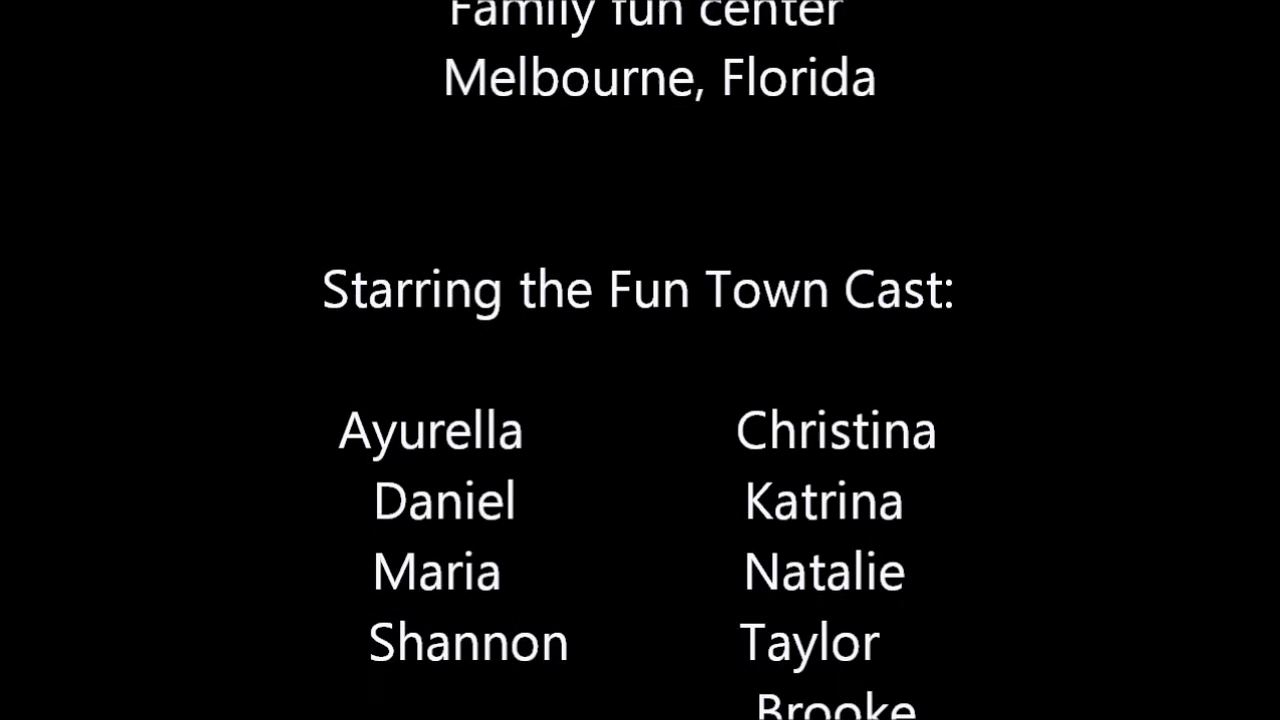 Family fun center
Melbourne, Florida
Starring the Fun Town Cast:
Ayurella Christina
Daniel Katrina
Maria Natalie
Shannon Taylor
Brooke